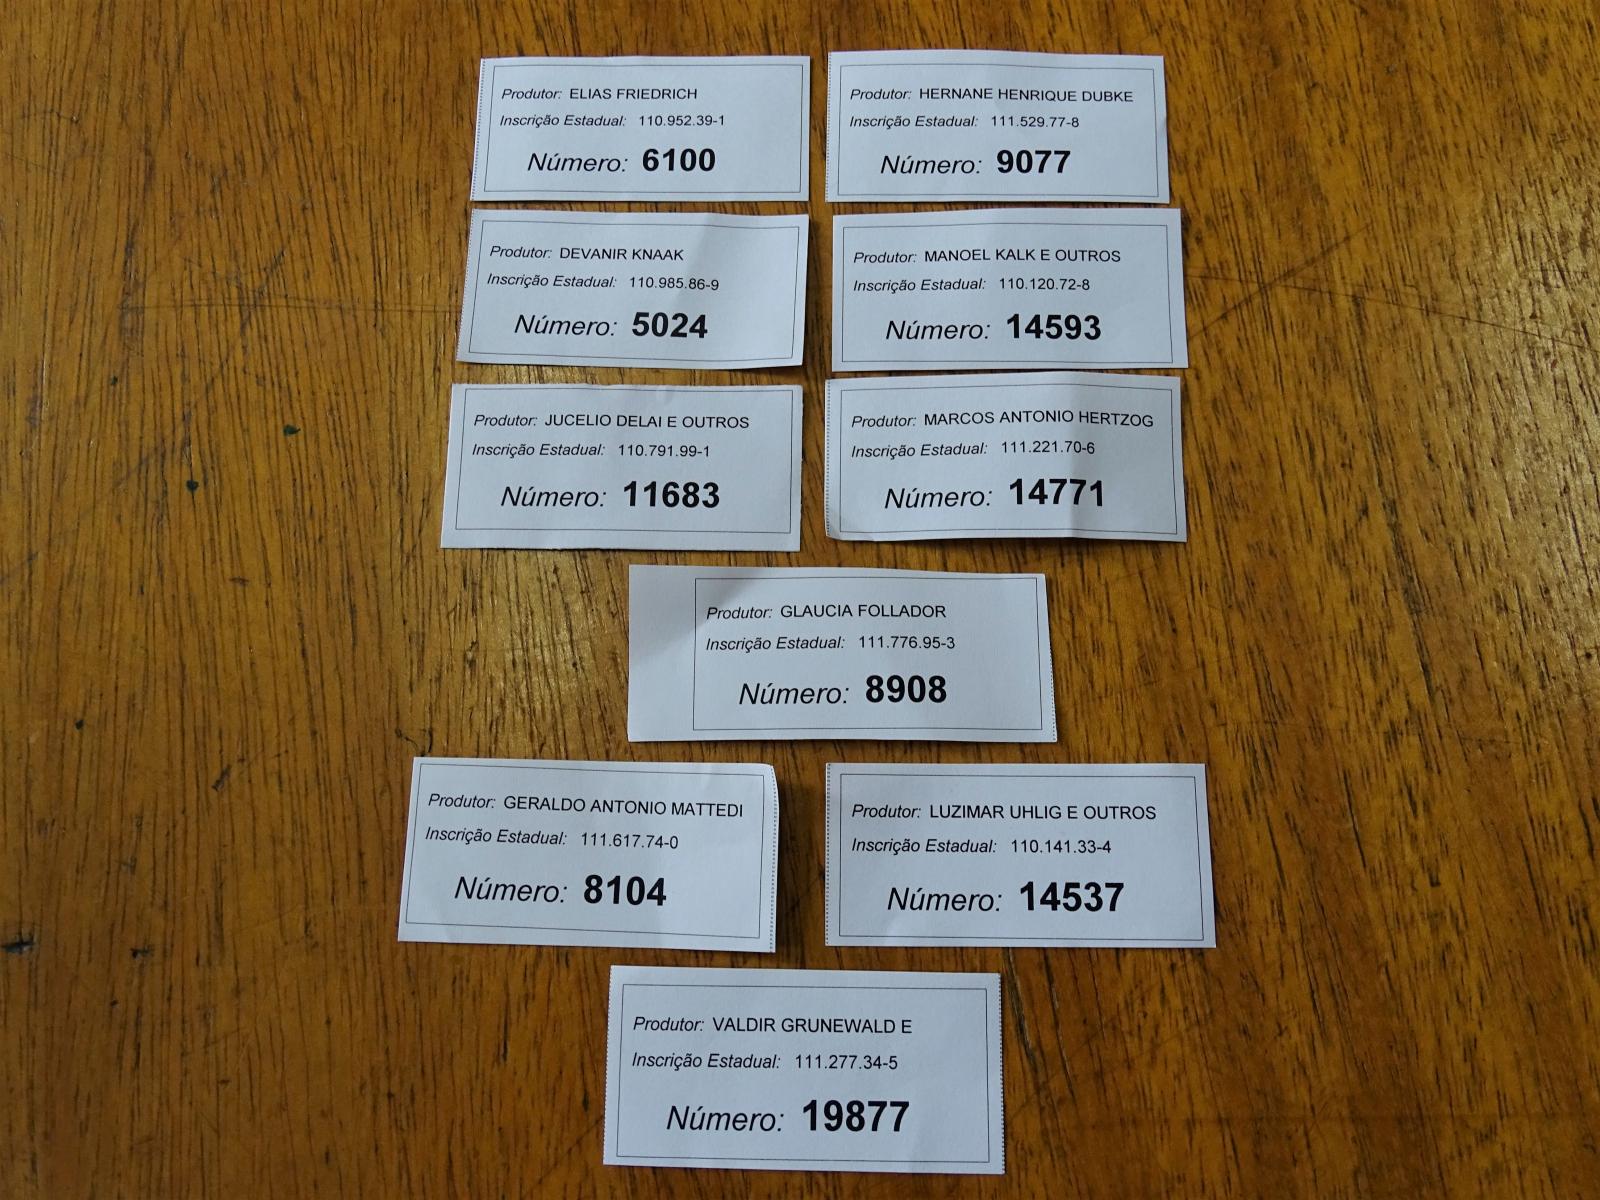 Produtor: ELIAS FRIEDRICH
Inscrição Estadual: 110.952.39-1
Número: 6100
Produtor: HERNANE HENRIQUE DUBKE
Inscrição Estadual: 111.529.77-8
Número: 9077
Produtor: DEVANIR KNAAK
Inscrição Estadual: 110.985.86-9
Número: 5024
Produtor: MANOEL KALK E OUTROS
Inscrição Estadual: 110.120.72-8
Número: 14593
Produtor: JUCELIO DELAI E OUTROS
Inscrição Estadual: 110.791.99-1
Número: 11683
Produtor: MARCOS ANTONIO HERTZOG
Inscrição Estadual: 111.221.70-6
Número: 14771
Produtor: GLAUCIA FOLLADOR
Inscrição Estadual: 111.776.95-3
Número: 8908
Produtor: GERALDO ANTONIO MATTEDI
Inscrição Estadual: 111.617.74-0
Número: 8104
Produtor: LUZIMAR UHLIG E OUTROS
Inscrição Estadual: 110.141.33-4
Número: 14537
Produtor: VALDIR GRUNEWALD E
Inscrição Estadual: 111.277.34-5
Número: 19877